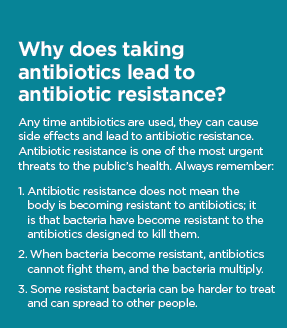 Why does taking
antibiotics lead to
antibiotic resistance?
Any time antibiotics are used, they can cause
side effects and lead to antibiotic resistance.
Antibiotic resistance is one of the most urgent
threats to the public's health. Always remember:
1. Antibiotic resistance does not mean the
body is becoming resistant to antibiotics; it
is that bacteria have become resistant to the
antibiotics designed to kill them.
2. When bacteria become resistant, antibiotics
cannot fight them, and the bacteria multiply.
3. Some resistant bacteria can be harder to treat
and can spread to other people.